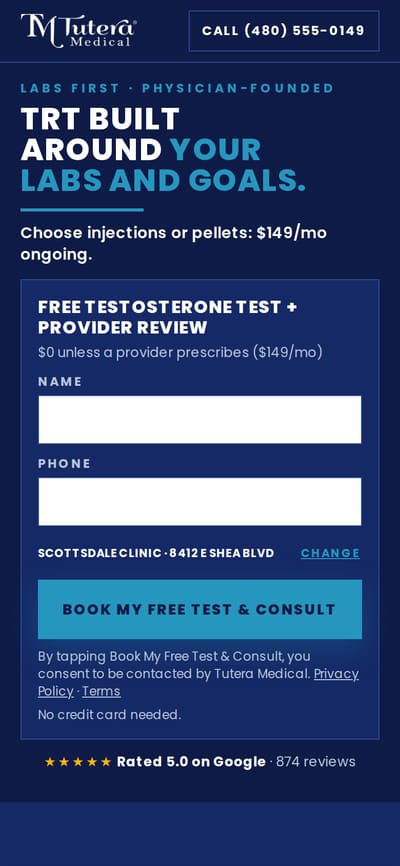 Tutera®
Medical
CALL (480) 555-0149
LABS FIRST · PHYSICIAN-FOUNDED
TRT BUILT
AROUND YOUR
LABS AND GOALS.
Choose injections or pellets: $149/mo
ongoing.
FREE TESTOSTERONE TEST +
PROVIDER REVIEW
$0 unless a provider prescribes ($149/mo)
NAME
PHONE
SCOTTSDALE CLINIC · 8412 E SHEA BLVD
CHANGE
BOOK MY FREE TEST & CONSULT
By tapping Book My Free Test & Consult, you
consent to be contacted by Tutera Medical. Privacy
Policy · Terms
No credit card needed.
★★★★★ Rated 5.0 on Google · 874 reviews